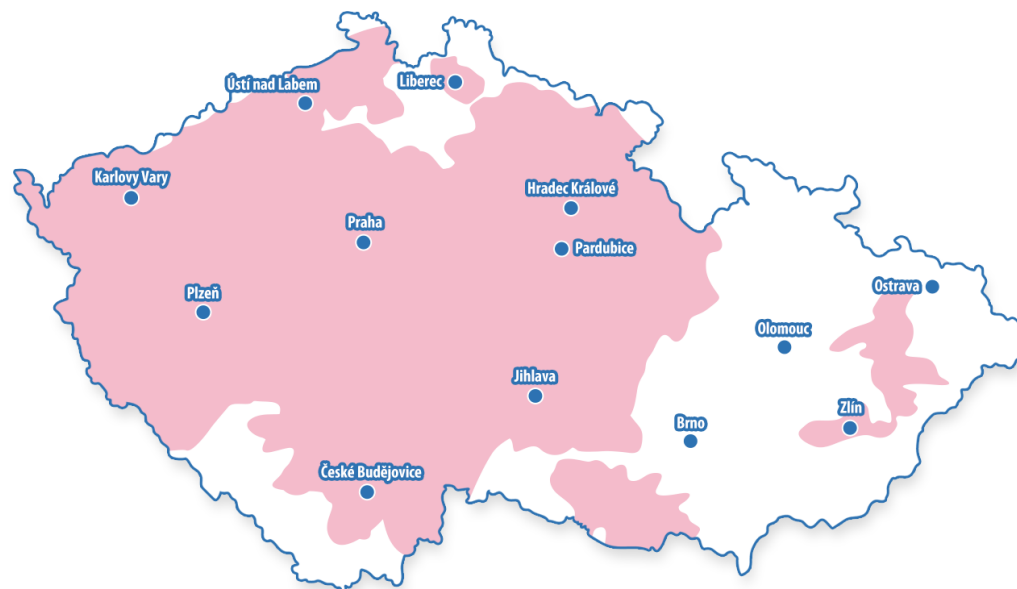 Ústí nad Labem
Liberec
Karlovy Vary
Hradec Králové
Praha
Pardubice
Plzeň
Ostrava
Olomouc
Jihlava
Zlín
Brno
České Budějovice